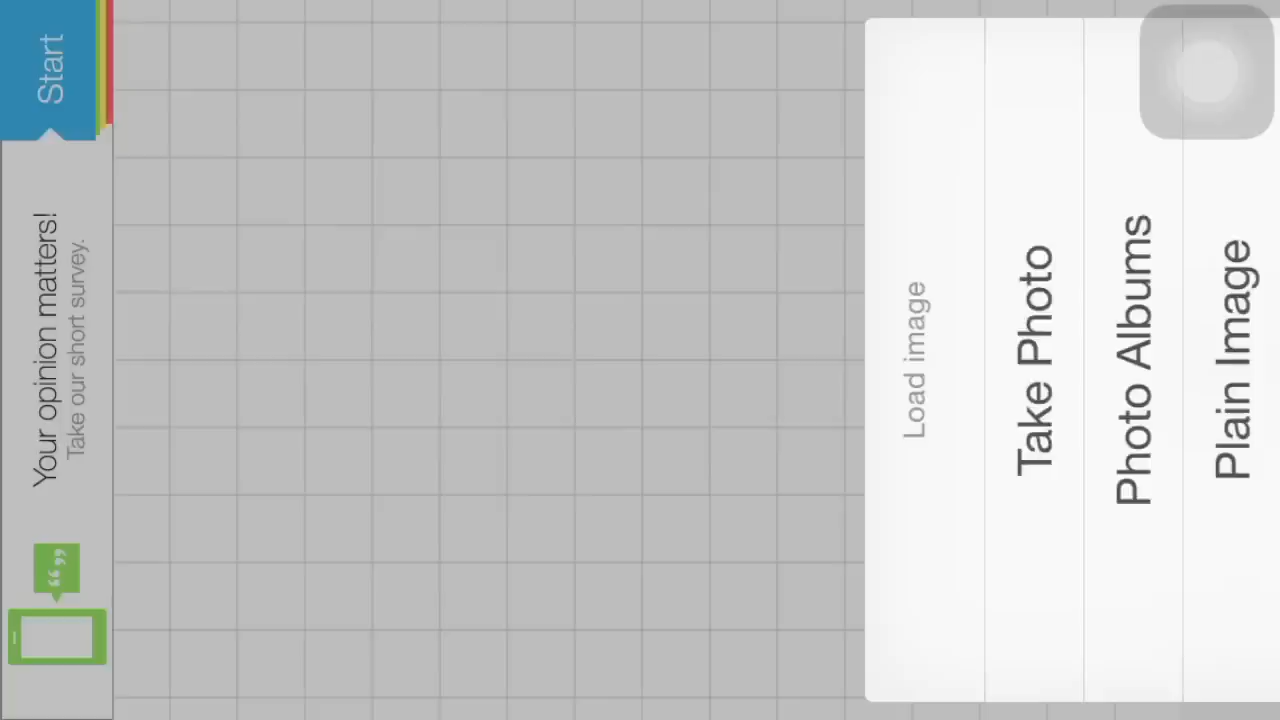 Your opinion matters!
Take our short survey.
Start
Load image
Take Photo
Photo Albums
Plain Image